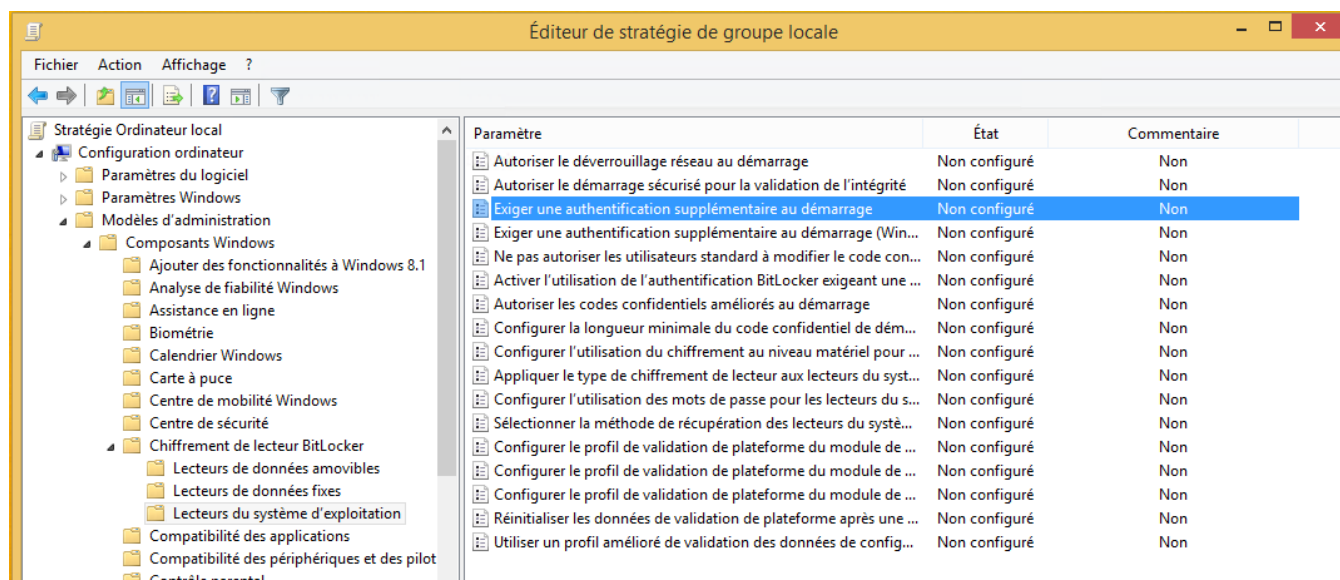 Éditeur de stratégie de groupe locale
Fichier Action Affichage ?
Stratégie Ordinateur local
Configuration ordinateur
Paramètres du logiciel
Paramètres Windows
Modèles d'administration
Composants Windows
Ajouter des fonctionnalités à Windows 8.1
Analyse de fiabilité Windows
Assistance en ligne
Biométrie
Calendrier Windows
Carte à puce
Centre de mobilité Windows
Centre de sécurité
Chiffrement de lecteur BitLocker
Lecteurs de données amovibles
Lecteurs de données fixes
Lecteurs du système d'exploitation
Compatibilité des applications
Compatibilité des périphériques et des pilot
Contrôle parental
Paramètre État Commentaire
Autoriser le déverrouillage réseau au démarrage Non configuré Non
Autoriser le démarrage sécurisé pour la validation de l'intégrité Non configuré Non
Exiger une authentification supplémentaire au démarrage Non configuré Non
Exiger une authentification supplémentaire au démarrage (Win... Non configuré Non
Ne pas autoriser les utilisateurs standard à modifier le code con... Non configuré Non
Activer l'utilisation de l'authentification BitLocker exigeant une ... Non configuré Non
Autoriser les codes confidentiels améliorés au démarrage Non configuré Non
Configurer la longueur minimale du code confidentiel de dém... Non configuré Non
Configurer l'utilisation du chiffrement au niveau matériel pour ... Non configuré Non
Appliquer le type de chiffrement de lecteur aux lecteurs du syst... Non configuré Non
Configurer l'utilisation des mots de passe pour les lecteurs du s... Non configuré Non
Sélectionner la méthode de récupération des lecteurs du systè... Non configuré Non
Configurer le profil de validation de plateforme du module de ... Non configuré Non
Configurer le profil de validation de plateforme du module de ... Non configuré Non
Configurer le profil de validation de plateforme du module de ... Non configuré Non
Réinitialiser les données de validation de plateforme après une ... Non configuré Non
Utiliser un profil amélioré de validation des données de config... Non configuré Non